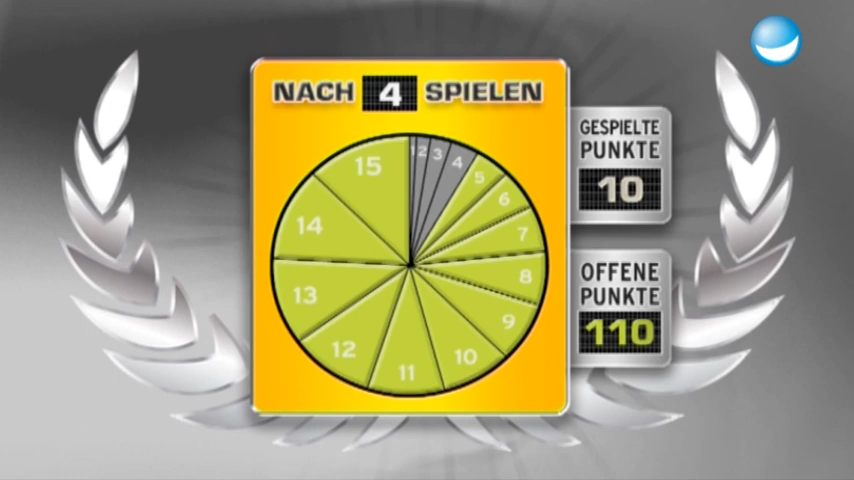 NACH 4 SPIELEN
1 2 3 4 5 6 7 8 9 10 11 12 13 14 15
GESPIELTE
PUNKTE
10
OFFENE
PUNKTE
110